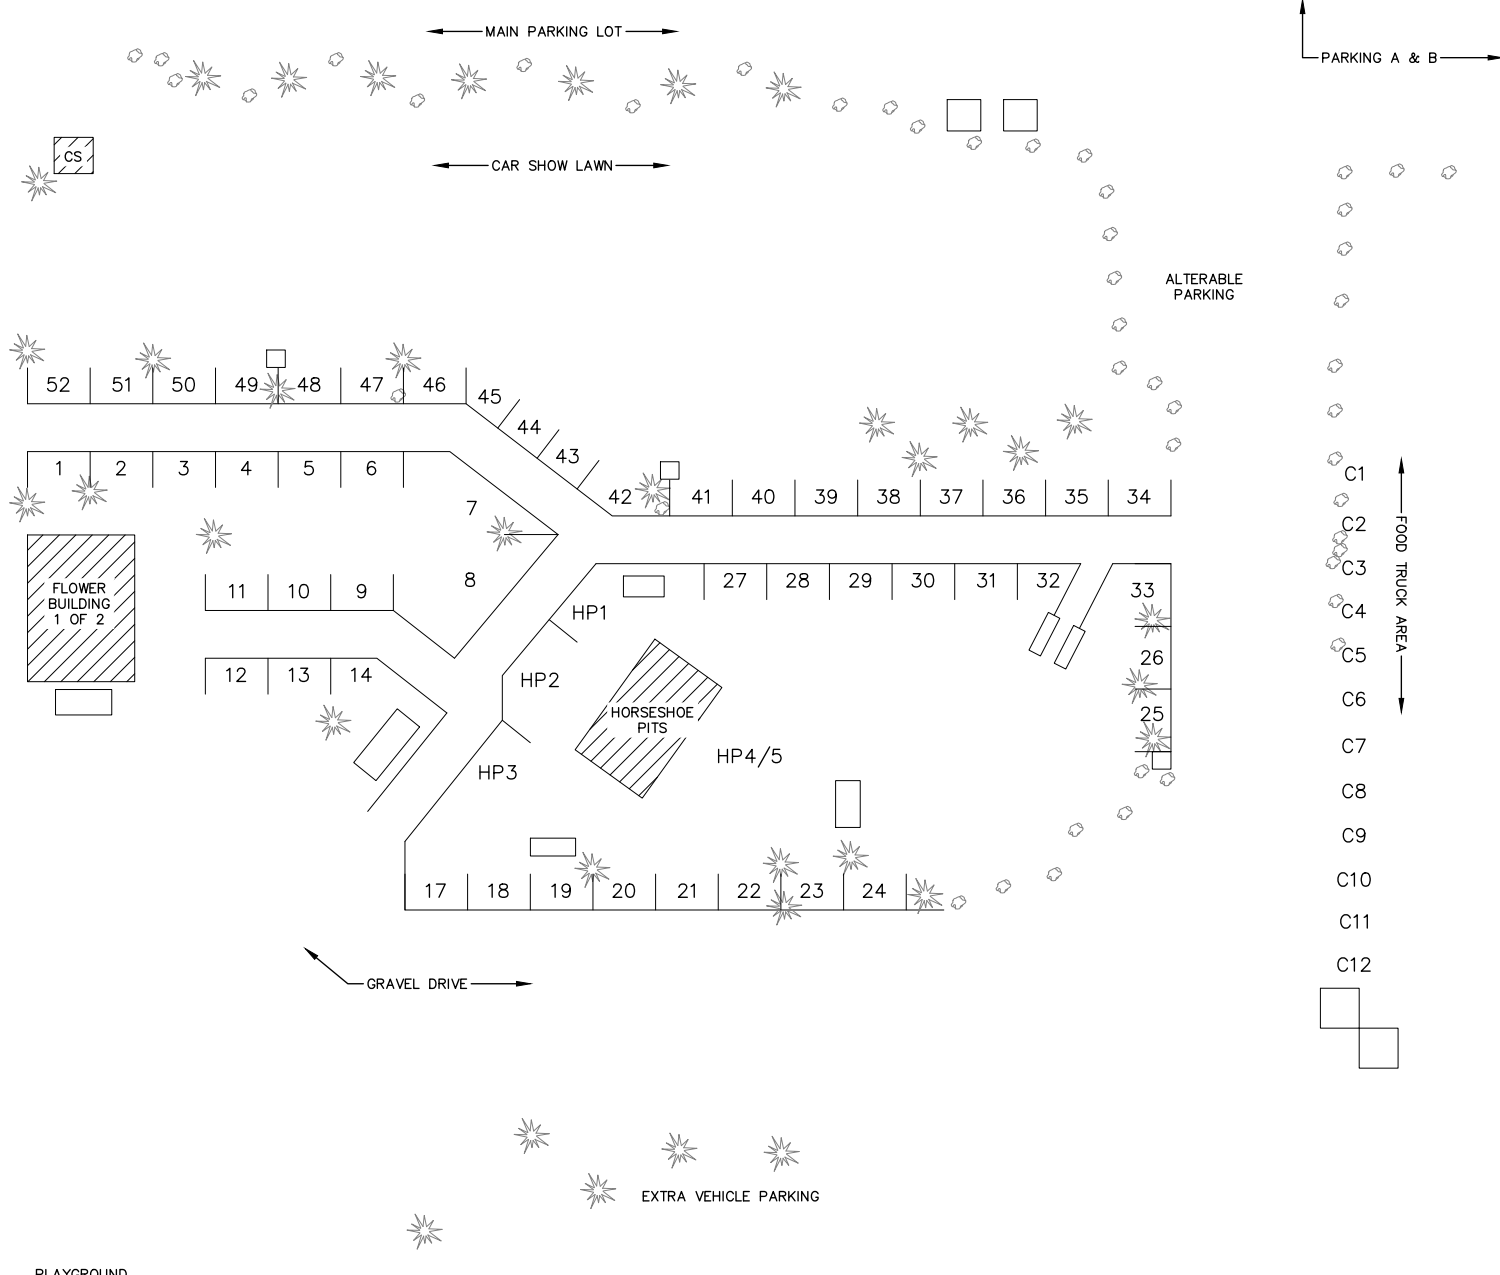 MAIN PARKING LOT
PARKING A & B
CS
CAR SHOW LAWN
ALTERABLE
PARKING
52 51 50 49 48 47 46
45
44
43
42 41 40 39 38 37 36 35 34
1 2 3 4 5 6
7
8
11 10 9
FLOWER
BUILDING
1 OF 2
12 13 14
27 28 29 30 31 32
33
26
25
HP1
HP2
HP3
HORSESHOE
PITS
HP4/5
17 18 19 20 21 22 23 24
C1
C2
C3
C4
C5
C6
C7
C8
C9
C10
C11
C12
FOOD TRUCK AREA
GRAVEL DRIVE
EXTRA VEHICLE PARKING
PLAYGROUND